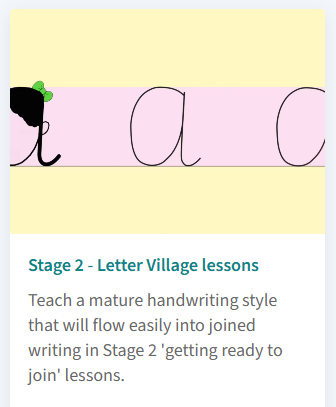 a a a
Stage 2 - Letter Village lessons
Teach a mature handwriting style
that will flow easily into joined
writing in Stage 2 'getting ready to
join' lessons.